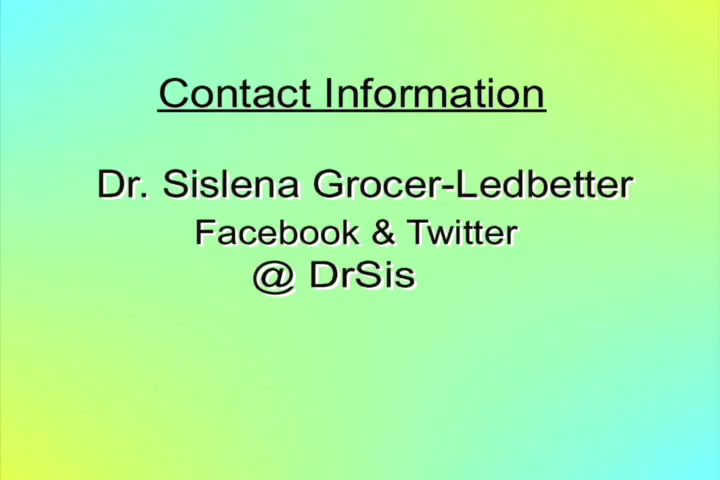 Contact Information
Dr. Sislena Grocer-Ledbetter
Facebook & Twitter
@ DrSis